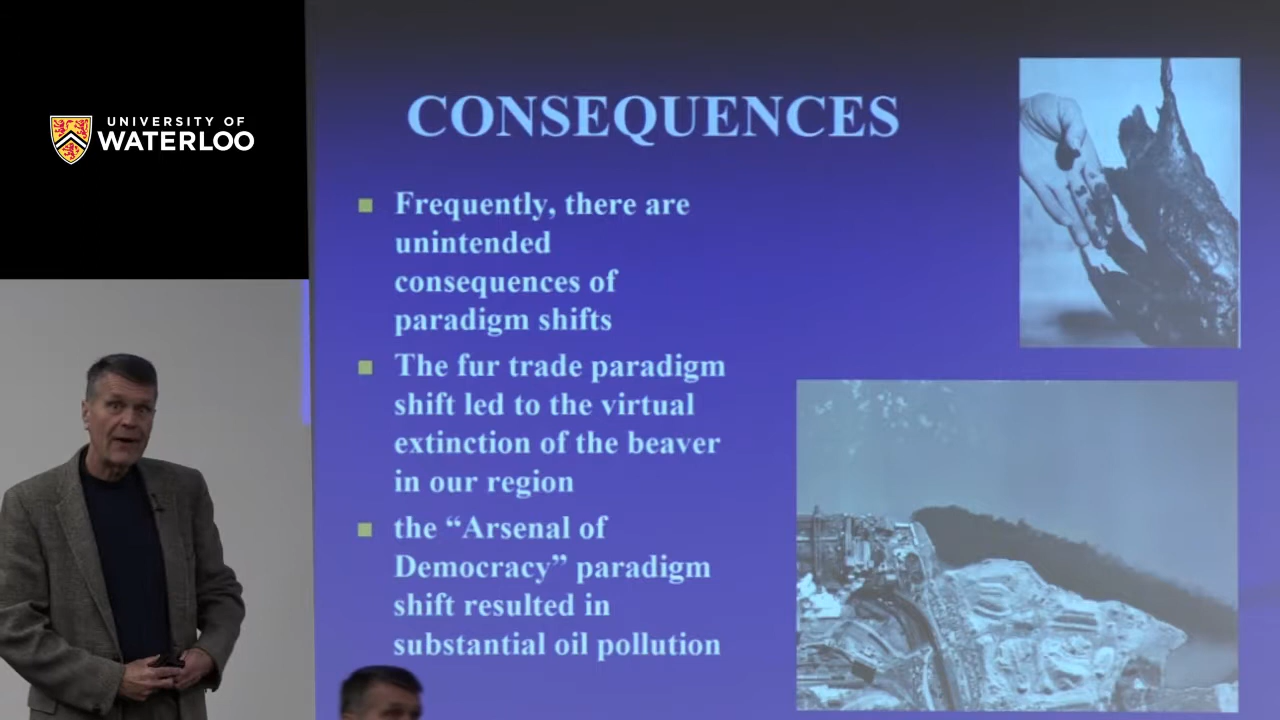 UNIVERSITY OF
WATERLOO
CONSEQUENCES
Frequently, there are
unintended
consequences of
paradigm shifts
The fur trade paradigm
shift led to the virtual
extinction of the beaver
in our region
the “Arsenal of
Democracy” paradigm
shift resulted in
substantial oil pollution